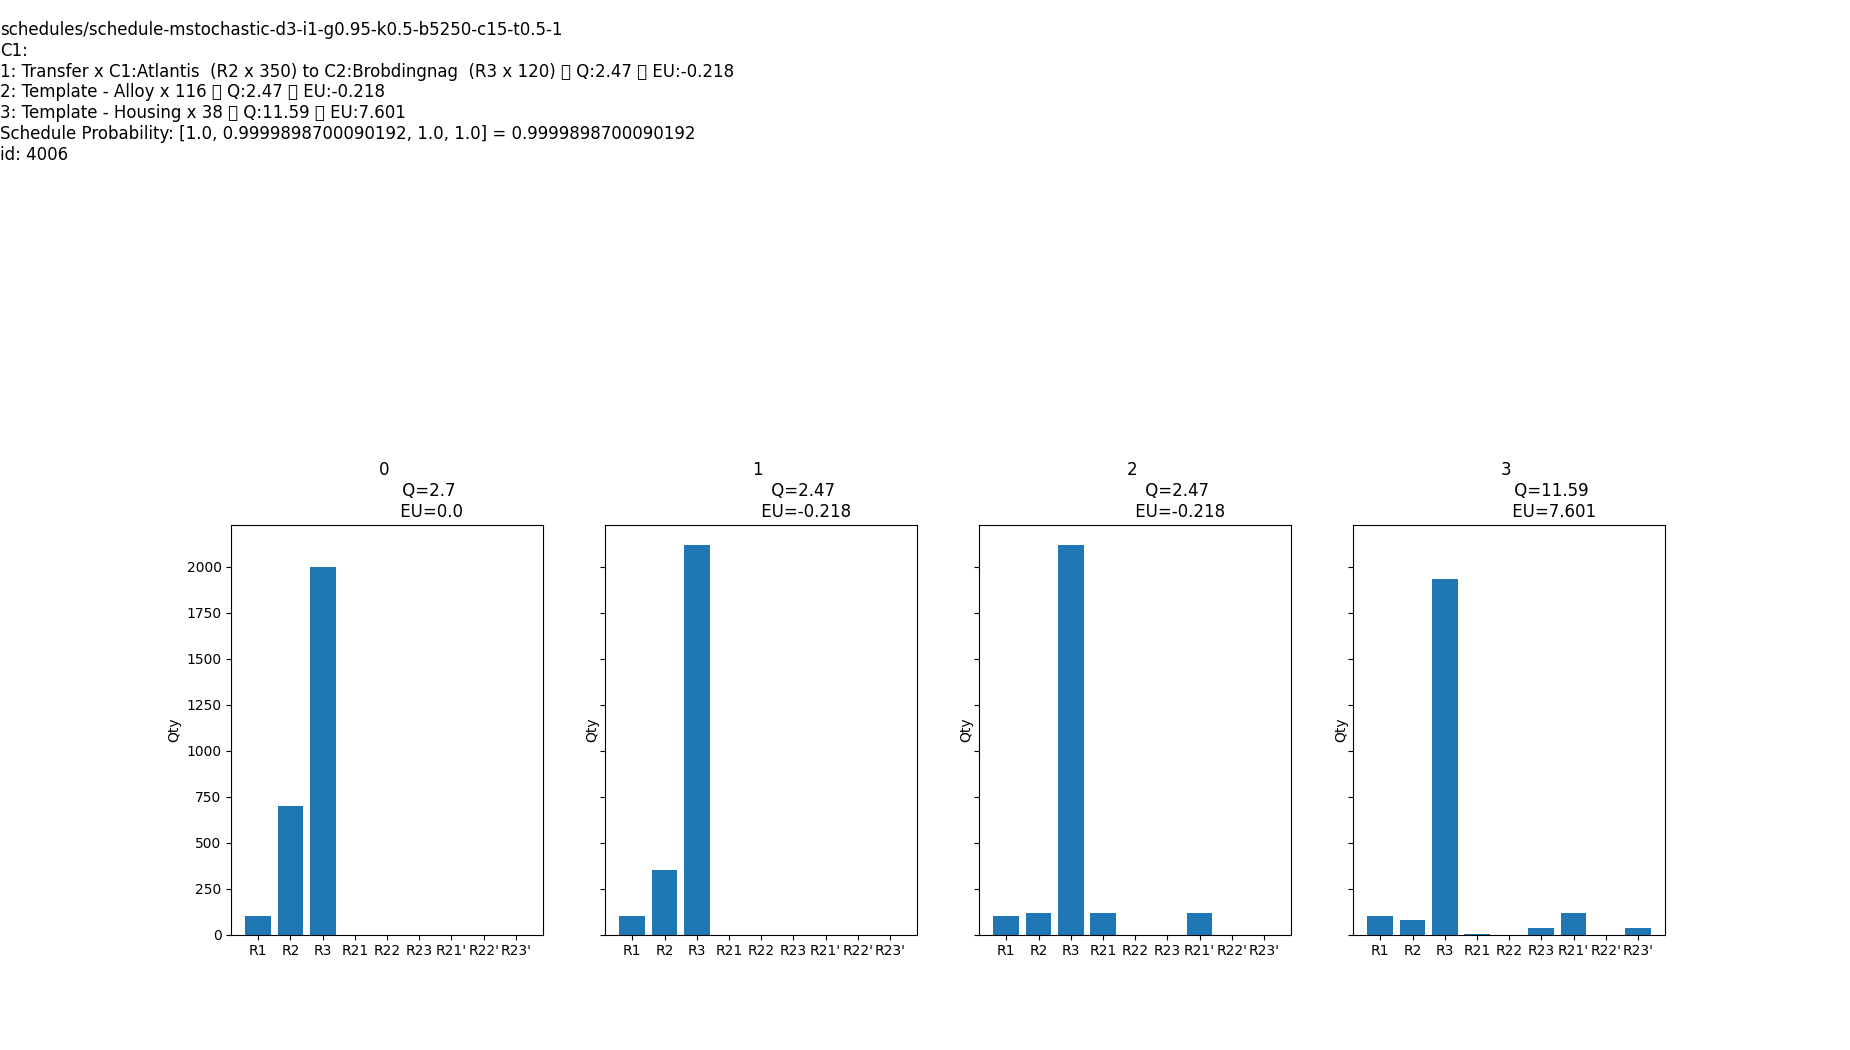 schedules/schedule-mstochastic-d3-i1-g0.95-k0.5-b5250-c15-t0.5-1
C1:
1: Transfer x C1:Atlantis  (R2 x 350) to C2:Brobdingnag  (R3 x 120) ▯ Q:2.47 ▯ EU:-0.218
2: Template - Alloy x 116 ▯ Q:2.47 ▯ EU:-0.218
3: Template - Housing x 38 ▯ Q:11.59 ▯ EU:7.601
Schedule Probability: [1.0, 0.9999898700090192, 1.0, 1.0] = 0.9999898700090192
id: 4006
0
Q=2.7
EU=0.0
Qty
2000
1750
1500
1250
1000
750
500
250
0
R1 R2 R3 R21 R22 R23 R21' R22' R23'
1
Q=2.47
EU=-0.218
Qty
R1 R2 R3 R21 R22 R23 R21' R22' R23'
2
Q=2.47
EU=-0.218
Qty
R1 R2 R3 R21 R22 R23 R21' R22' R23'
3
Q=11.59
EU=7.601
Qty
R1 R2 R3 R21 R22 R23 R21' R22' R23'